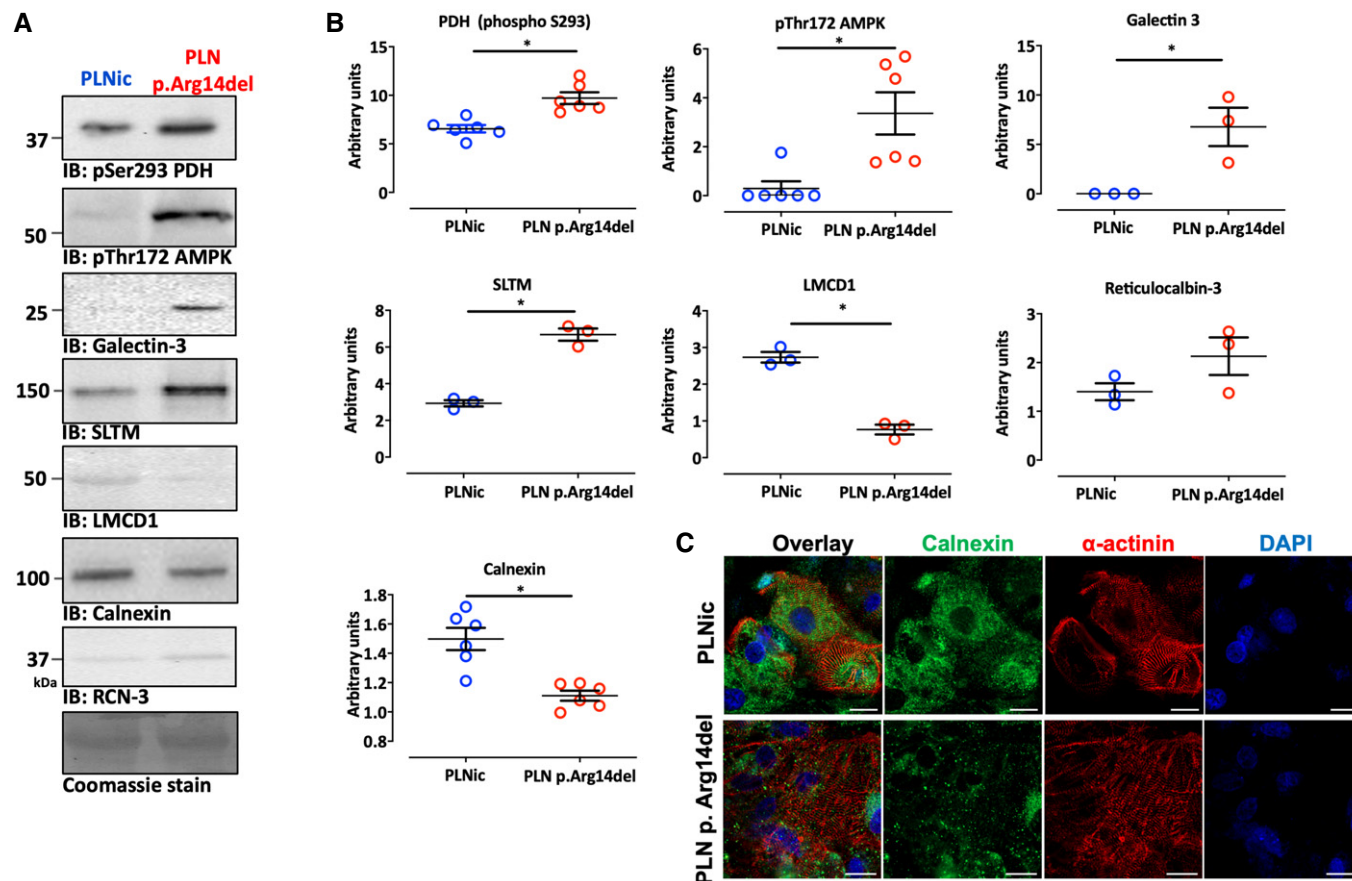 A
PLNic
PLN
p.Arg14del
37
IB: pSer293 PDH
50
IB: pThr172 AMPK
25
IB: Galectin-3
150
IB: SLTM
50
IB: LMCD1
100
IB: Calnexin
37
kDa
IB: RCN-3
Coomassie stain
B
PDH (phospho S293)
*
Arbitrary units
15
10
5
0
PLNic
PLN p.Arg14del
pThr172 AMPK
*
Arbitrary units
6
4
2
0
PLNic
PLN p.Arg14del
Galectin 3
*
Arbitrary units
15
10
5
0
PLNic
PLN p.Arg14del
SLTM
*
Arbitrary units
8
6
4
2
0
PLNic
PLN p.Arg14del
LMCD1
*
Arbitrary units
4
3
2
1
0
PLNic
PLN p.Arg14del
Reticulocalbin-3
Arbitrary units
3
2
1
0
PLNic
PLN p.Arg14del
Calnexin
*
Arbitrary units
1.8
1.6
1.4
1.2
1.0
0.8
PLNic
PLN p.Arg14del
C
Overlay
Calnexin
α-actinin
DAPI
PLNic
PLN p. Arg14del